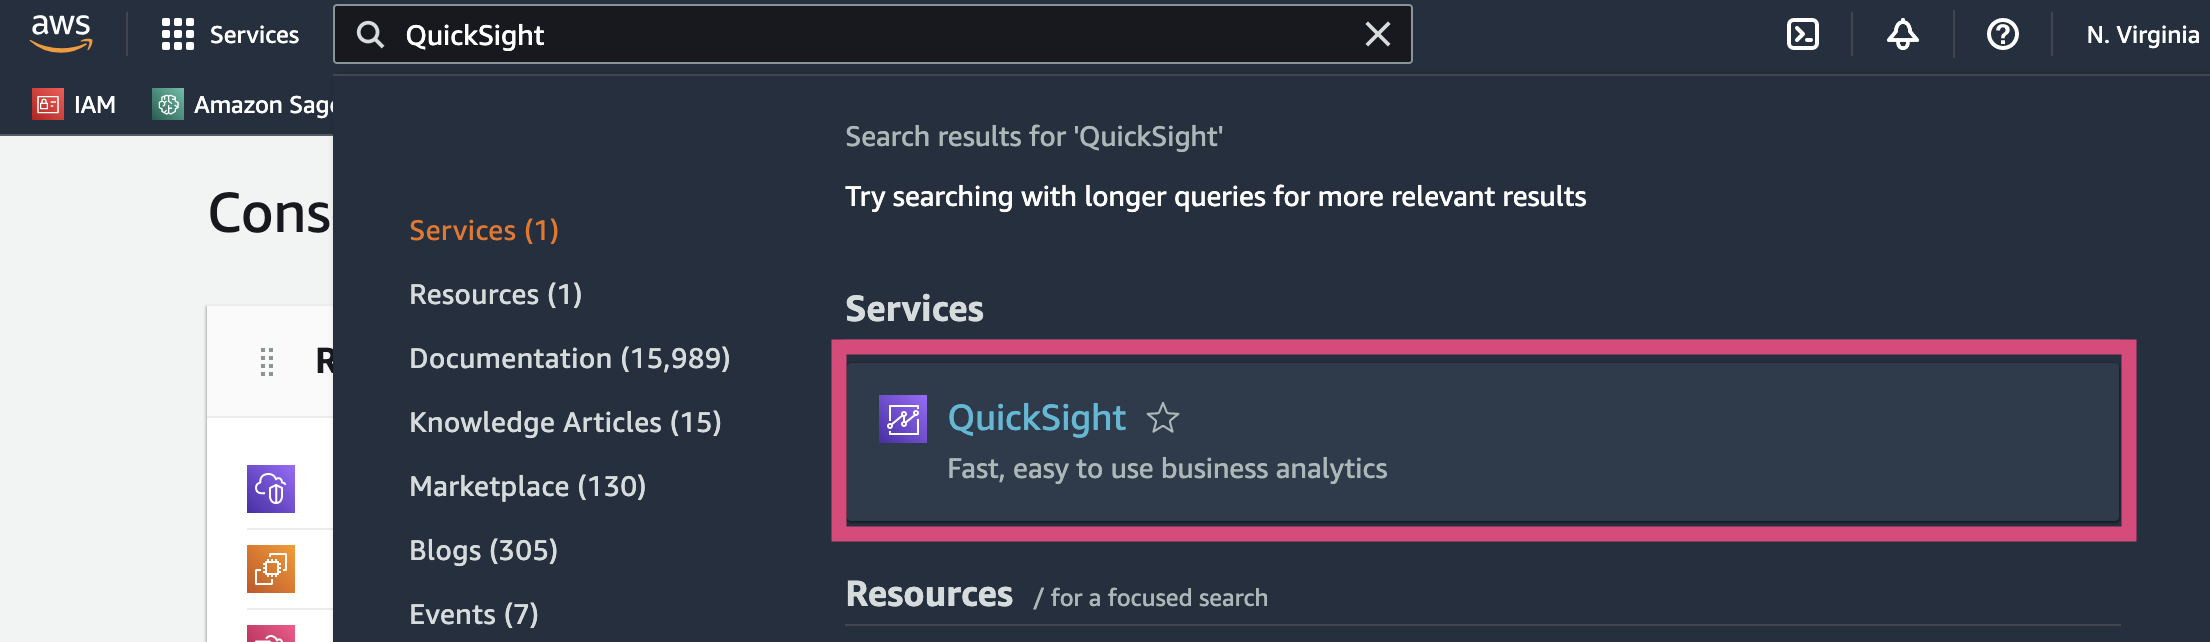 aws
Services
QuickSight
N. Virginia
IAM
Amazon Sag
Cons
R
Search results for 'QuickSight'
Try searching with longer queries for more relevant results
Services (1)
Resources (1)
Documentation (15,989)
Knowledge Articles (15)
Marketplace (130)
Blogs (305)
Events (7)
Services
QuickSight
Fast, easy to use business analytics
Resources / for a focused search